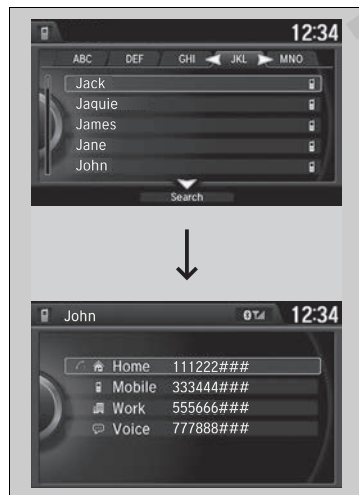 12:34
ABC DEF GHI JKL MNO
Jack
Jaquie
James
Jane
John
Search
John 12:34
Home 111222###
Mobile 333444###
Work 555666###
Voice 777888###